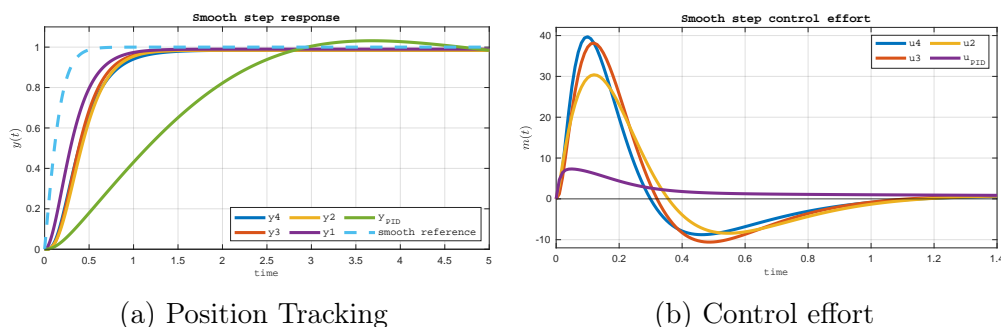 Smooth step response
1
0.8
0.6
0.4
0.2
0
y(t)
0 0.5 1 1.5 2 2.5 3 3.5 4 4.5 5
time
y4 y2 y_PID
y3 y1 smooth reference
(a) Position Tracking
Smooth step control effort
40
30
20
10
0
-10
m(t)
0 0.2 0.4 0.6 0.8 1 1.2 1.4
time
u4 u2
u3 u_PID
(b) Control effort